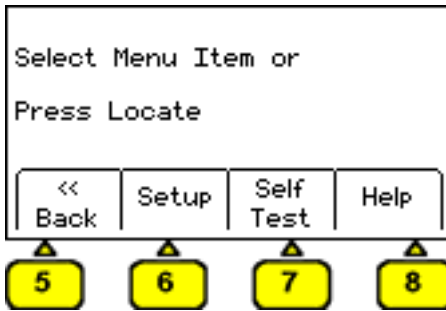 Select Menu Item or
Press Locate
<< Back
Setup
Self Test
Help
5 6 7 8